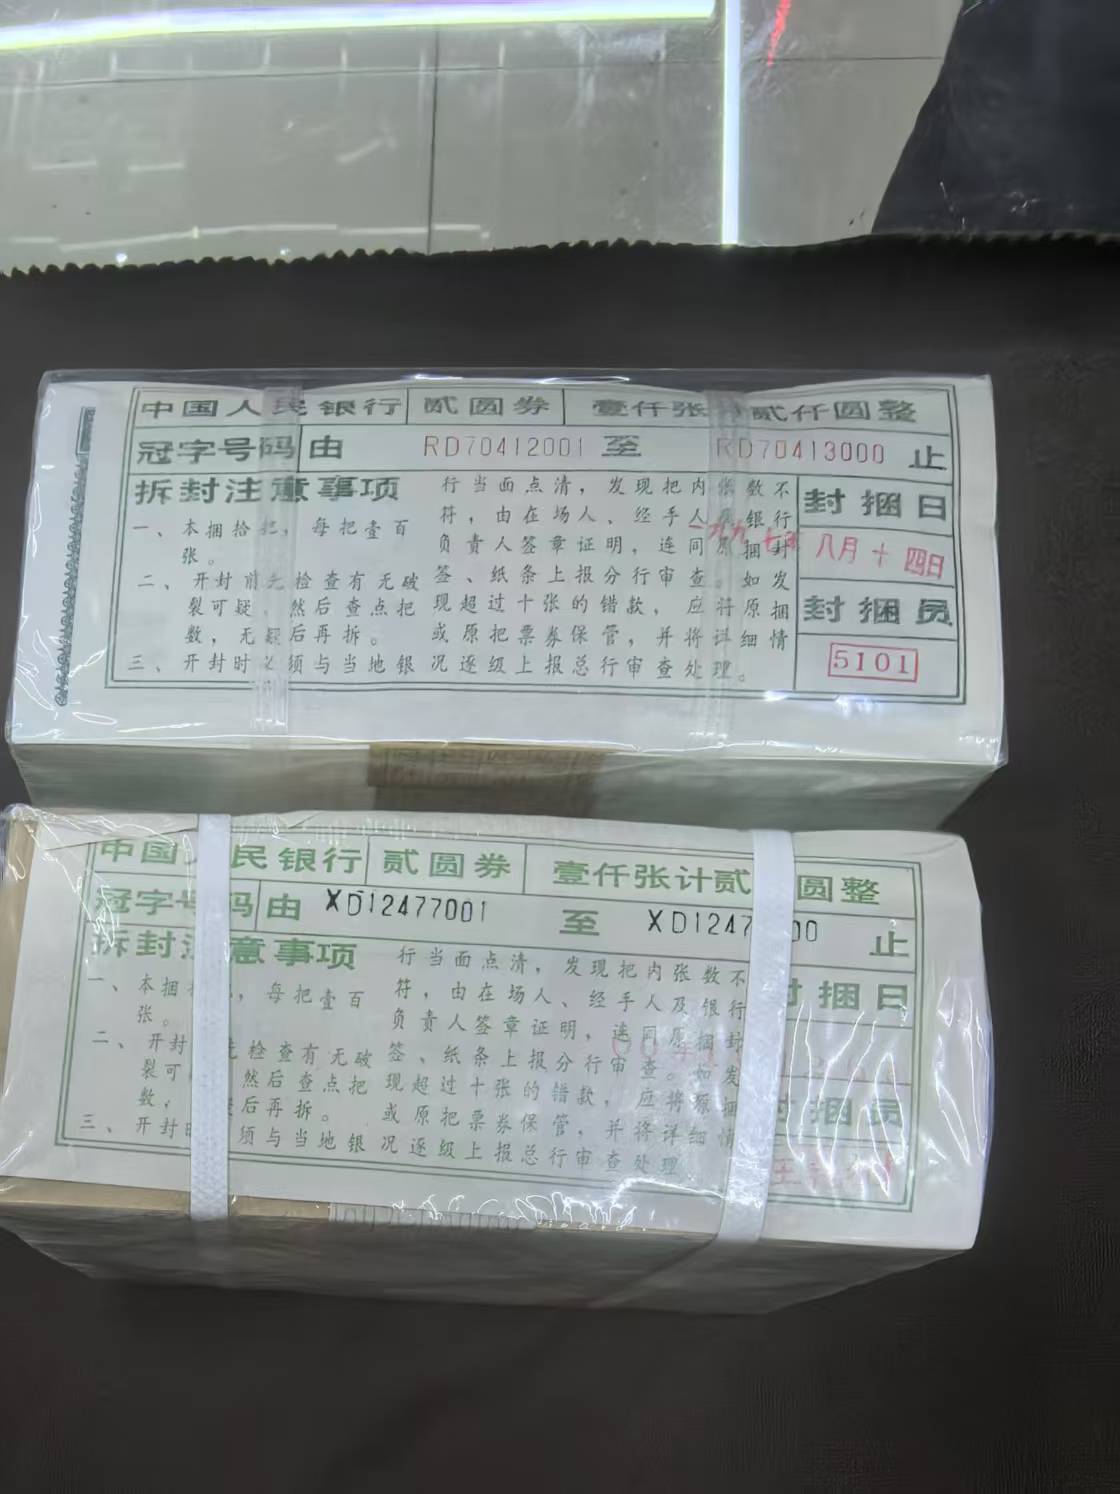 中国人民银行 贰圆券 壹仟张 贰仟圆整
冠字号码 由 RD70412001 至 RD70413000 止
拆封注意事项
一、本捆拾把，每把壹百
张。
二、开封前先检查有无破
裂可疑，然后查点把
数，无疑后再拆。
三、开封时必须与当地银
行当面点清，发现把内张数不
符，由在场人、经手人及银行
负责人签章证明，连同原捆封
签、纸条上报分行审查。如发
现超过十张的错款，应将原捆
或原把票券保管，并将详细情
况逐级上报总行审查处理。
封捆日
八月十四日
封捆员
5101
中国人民银行 贰圆券 壹仟张计贰 圆整
冠字号码 由 XD12477001 至 XD1247 00 止
拆封注意事项
一、本捆 ，每把壹百
张。
二、开封 先检查有无破
裂可 然后查点把
数， 后再拆。
三、开封时 须与当地银
行当面点清，发现把内张数不
符，由在场人、经手人及银行
负责人签章证明，连同原捆封
签、纸条上报分行审查。如发
现超过十张的错款，应将原捆
或原把票券保管，并将详细情
况逐级上报总行审查处理
封捆日
封捆员